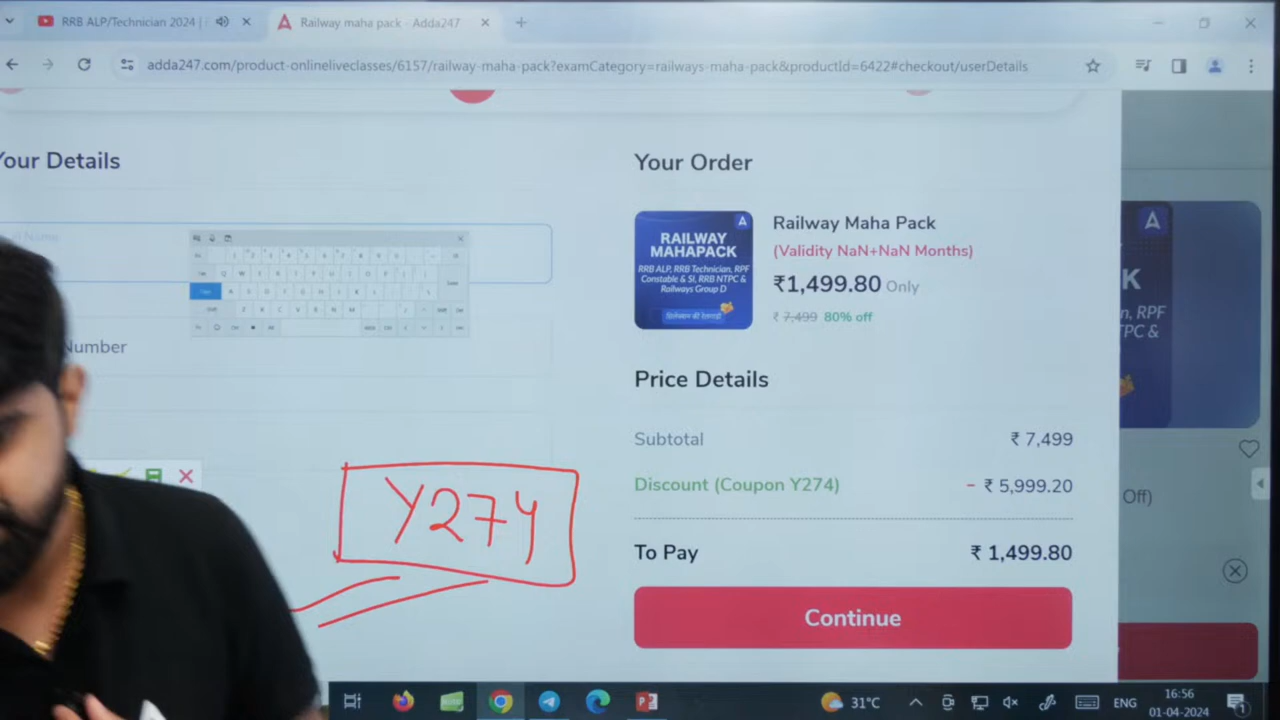 RRB ALP/Technician 2024 |
Railway maha pack - Adda247
adda247.com/product-onlineliveclasses/6157/railway-maha-pack?examCategory=railways-maha-pack&productId=6422#checkout/userDetails
Your Details
Your Order
RAILWAY
MAHAPACK
RRB ALP, RRB Technician, RPF
Constable & SI, RRB NTPC &
Railways Group D
Railway Maha Pack
(Validity NaN+NaN Months)
₹1,499.80 Only
₹ 7,499 80% off
Number
Price Details
Subtotal
₹ 7,499
Discount (Coupon Y274)
- ₹ 5,999.20
To Pay
₹ 1,499.80
Continue
Y274
K
n, RPF
TPC &
Off)
31°C
ENG
16:56
01-04-2024